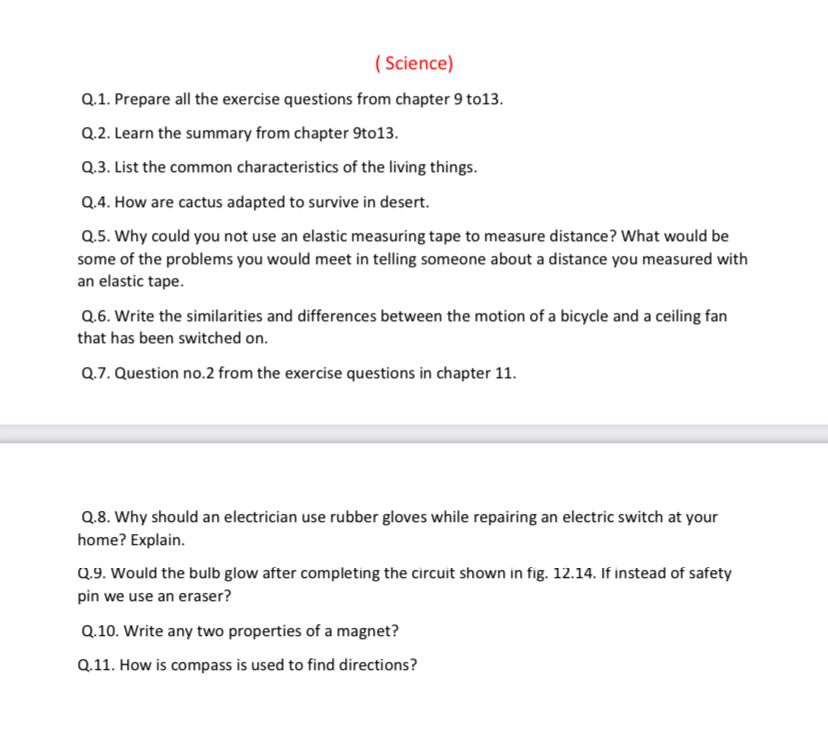 ( Science)
Q.1. Prepare all the exercise questions from chapter 9 to13.
Q.2. Learn the summary from chapter 9to13.
Q.3. List the common characteristics of the living things.
Q.4. How are cactus adapted to survive in desert.
Q.5. Why could you not use an elastic measuring tape to measure distance? What would be
some of the problems you would meet in telling someone about a distance you measured with
an elastic tape.
Q.6. Write the similarities and differences between the motion of a bicycle and a ceiling fan
that has been switched on.
Q.7. Question no.2 from the exercise questions in chapter 11.
Q.8. Why should an electrician use rubber gloves while repairing an electric switch at your
home? Explain.
Q.9. Would the bulb glow after completing the circuit shown in fig. 12.14. If instead of safety
pin we use an eraser?
Q.10. Write any two properties of a magnet?
Q.11. How is compass is used to find directions?